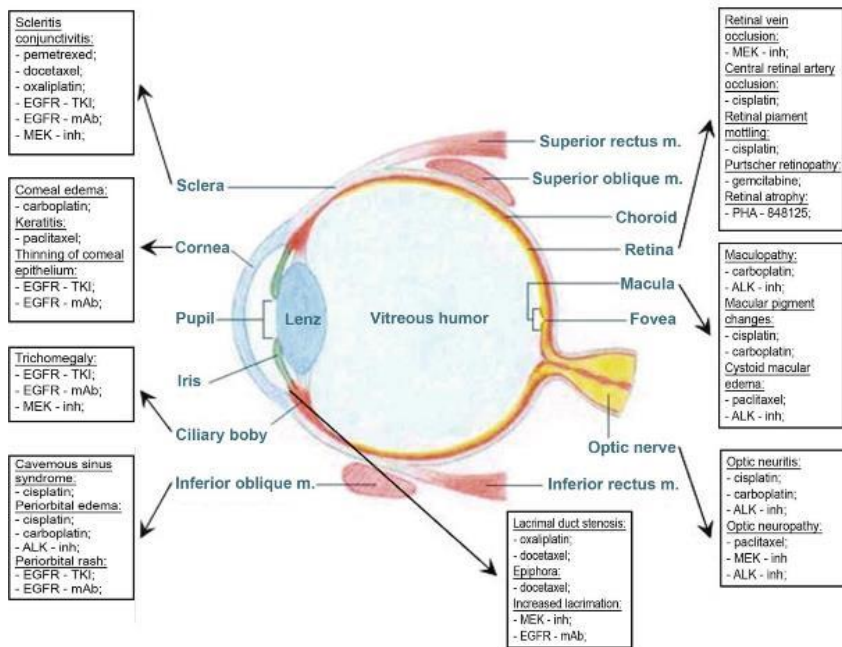 Scleritis
conjunctivitis:
- pemetrexed;
- docetaxel;
- oxaliplatin;
- EGFR - TKI;
- EGFR - mAb;
- MEK - inh;
Corneal edema:
- carboplatin;
Keratitis:
- paclitaxel;
Thinning of corneal
epithelium:
- EGFR - TKI;
- EGFR - mAb;
Trichomegaly:
- EGFR - TKI;
- EGFR - mAb;
- MEK - inh;
Cavernous sinus
syndrome:
- cisplatin;
Periorbital edema:
- cisplatin;
- carboplatin;
- ALK - inh;
Periorbital rash:
- EGFR - TKI;
- EGFR - mAb;
Sclera
Cornea
Pupil
Iris
Ciliary boby
Inferior oblique m.
Lenz
Vitreous humor
Superior rectus m.
Superior oblique m.
Choroid
Retina
Macula
Fovea
Optic nerve
Inferior rectus m.
Lacrimal duct stenosis:
- oxaliplatin;
- docetaxel;
Epiphora:
- docetaxel;
Increased lacrimation:
- MEK - inh;
- EGFR - mAb;
Retinal vein
occlusion:
- MEK - inh;
Central retinal artery
occlusion:
- cisplatin;
Retinal piament
mottling:
- cisplatin;
Purtscher retinopathy:
- gemcitabine;
Retinal atrophy:
- PHA - 848125;
Maculopathy:
- carboplatin;
- ALK - inh;
Macular pigment
changes:
- cisplatin;
- carboplatin;
Cystoid macular
edema:
- paclitaxel;
- ALK - inh;
Optic neuritis:
- cisplatin;
- carboplatin;
- ALK - inh;
Optic neuropathy:
- paclitaxel;
- MEK - inh
- ALK - inh;